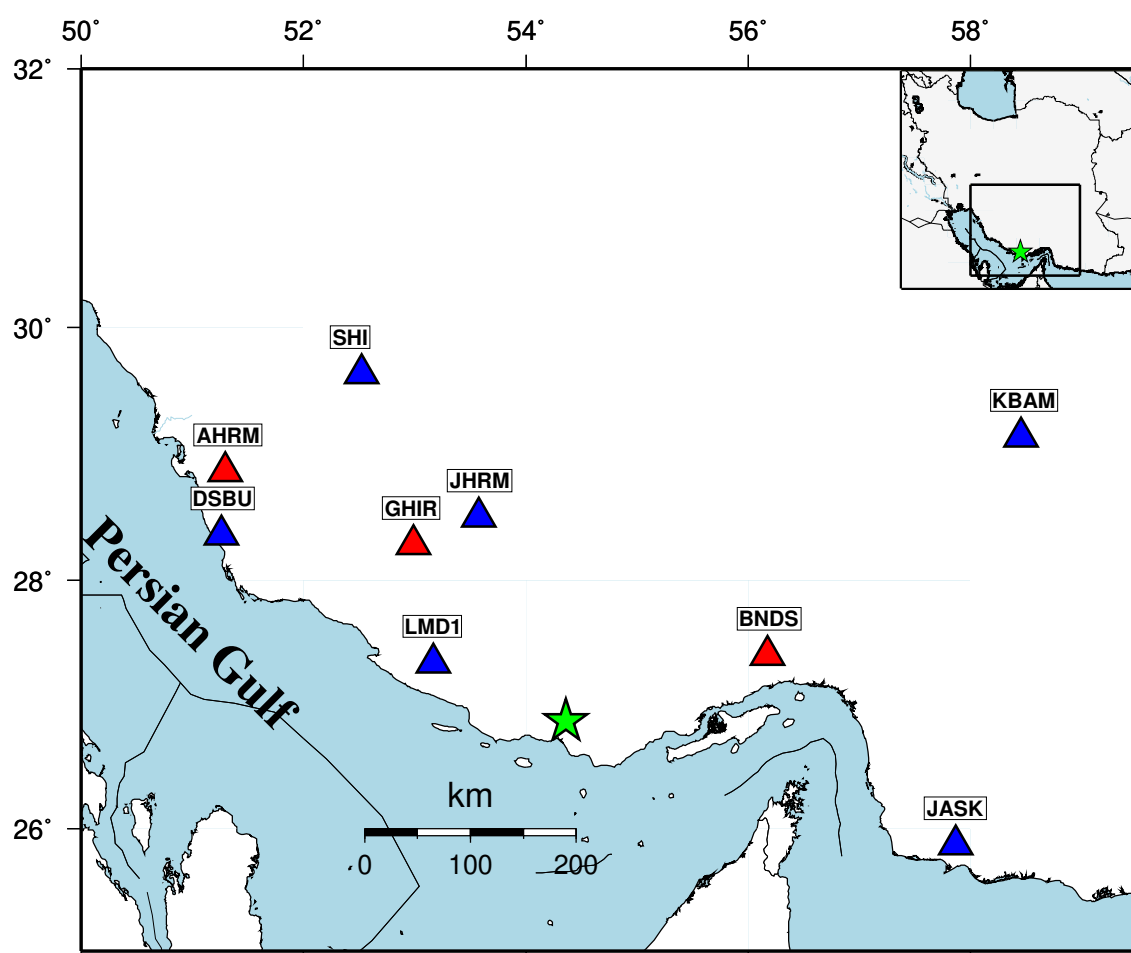 50˚ 52˚ 54˚ 56˚ 58˚
32˚
30˚
28˚
26˚
SHI
KBAM
AHRM
JHRM
DSBU
GHIR
LMD1
BNDS
Persian Gulf
km
0 100 200
JASK